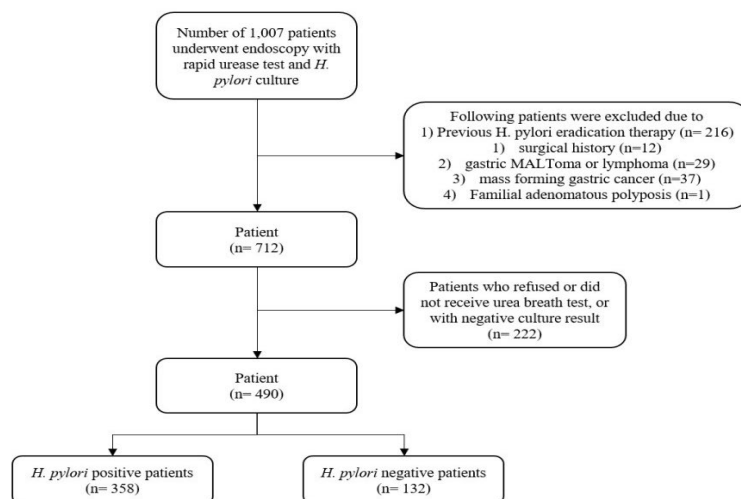 Number of 1,007 patients
underwent endoscopy with
rapid urease test and H.
pylori culture
Following patients were excluded due to
1) Previous H. pylori eradication therapy (n= 216)
1) surgical history (n=12)
2) gastric MALToma or lymphoma (n=29)
3) mass forming gastric cancer (n=37)
4) Familial adenomatous polyposis (n=1)
Patient
(n= 712)
Patients who refused or did
not receive urea breath test, or
with negative culture result
(n= 222)
Patient
(n= 490)
H. pylori positive patients
(n= 358)
H. pylori negative patients
(n= 132)